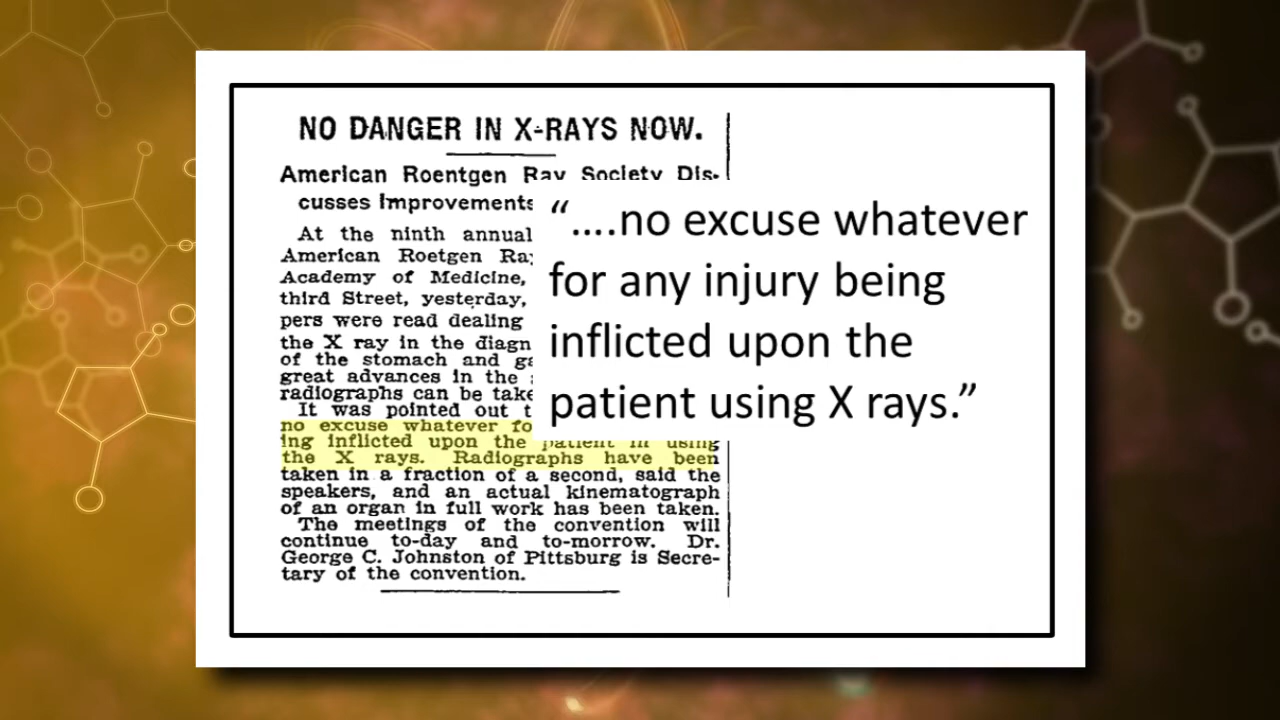 NO DANGER IN X-RAYS NOW.
American Roentgen Ray Society Dis-
cusses Improvements
At the ninth annual
American Roetgen
Academy of Medicine,
third Street, yesterday,
pers were read dealing
the X ray in the
of the stomach and
great advances in the
radiographs can be
It was pointed out
no excuse whatever
ing inflicted upon the patient in using
the X rays. Radiographs have been
taken in a fraction of a second, said the
speakers, and an actual kinematograph
of an organ in full work has been taken.
The meetings of the convention will
continue to-day and to-morrow. Dr.
George C. Johnston of Pittsburg is Secre-
tary of the convention.
“....no excuse whatever
for any injury being
inflicted upon the
patient using X rays.”